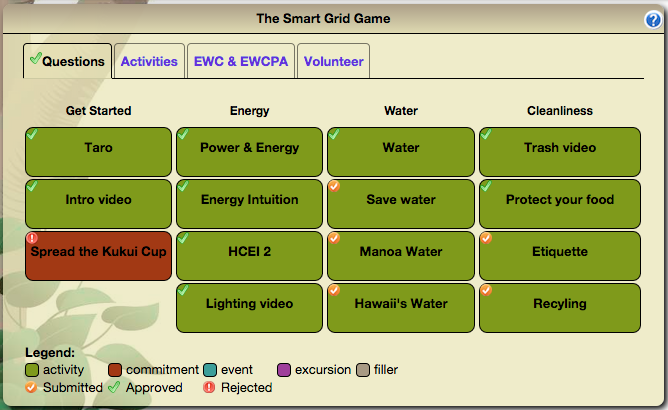 The Smart Grid Game
?
Questions Activities EWC & EWCPA Volunteer
Get Started Energy Water Cleanliness
Taro Power & Energy Water Trash video
Intro video Energy Intuition Save water Protect your food
Spread the Kukui Cup HCEI 2 Manoa Water Etiquette
Lighting video Hawaii's Water Recyling
Legend:
activity commitment event excursion filler
Submitted Approved Rejected